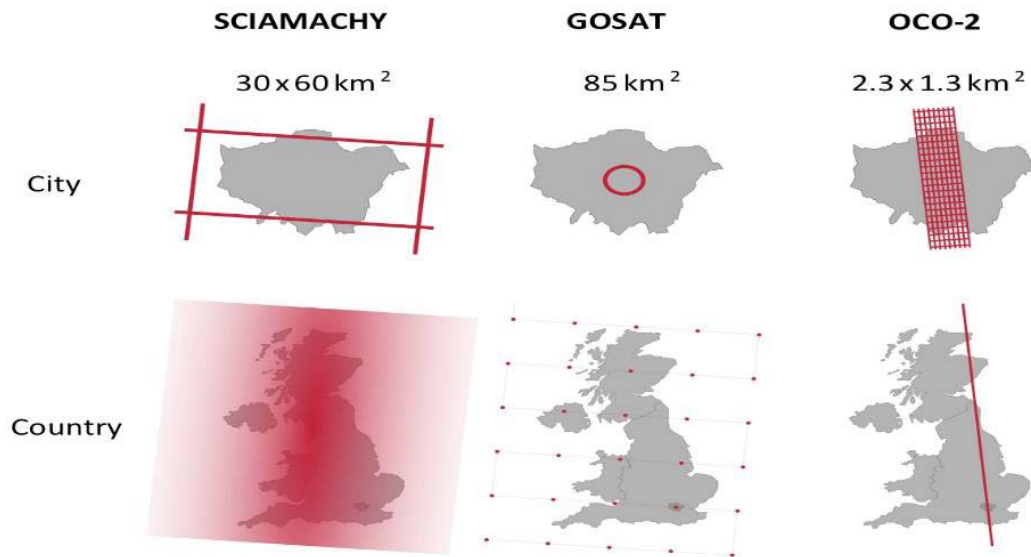 SCIAMACHY GOSAT OCO-2
30 x 60 km² 85 km² 2.3 x 1.3 km²
City
Country